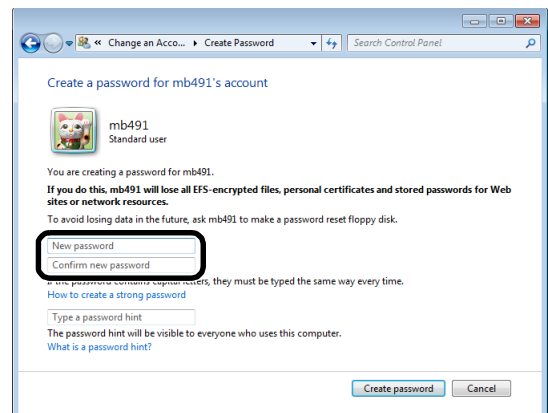 « Change an Acco... ▸ Create Password
Search Control Panel
Create a password for mb491's account
mb491
Standard user
You are creating a password for mb491.
If you do this, mb491 will lose all EFS-encrypted files, personal certificates and stored passwords for Web
sites or network resources.
To avoid losing data in the future, ask mb491 to make a password reset floppy disk.
New password
Confirm new password
If the password contains capital letters, they must be typed the same way every time.
How to create a strong password
Type a password hint
The password hint will be visible to everyone who uses this computer.
What is a password hint?
Create password
Cancel